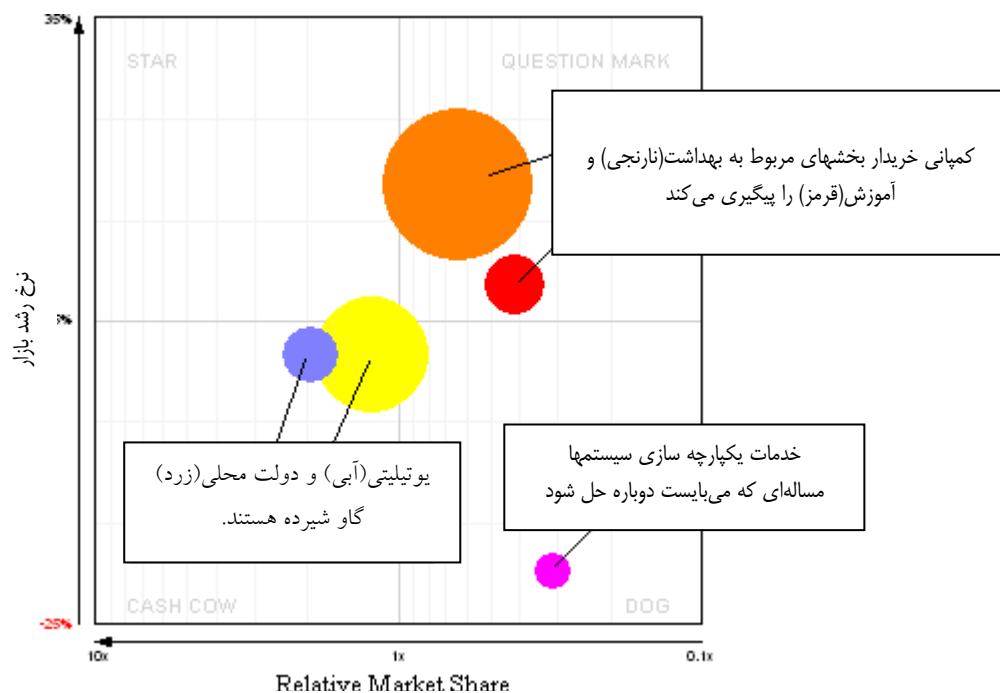 35%
STAR
QUESTION MARK
کمپانی خریدار بخشهای مربوط به بهداشت(نارنجی) و
آموزش(قرمز) را پیگیری می‌کند
نرخ رشد بازار
5%
خدمات یکپارچه سازی سیستمها
مساله‌ای که می‌بایست دوباره حل شود
یوتیلیتی(آبی) و دولت محلی(زرد)
گاو شیرده هستند.
CASH COW
DOG
-25%
10x
1x
0.1x
Relative Market Share